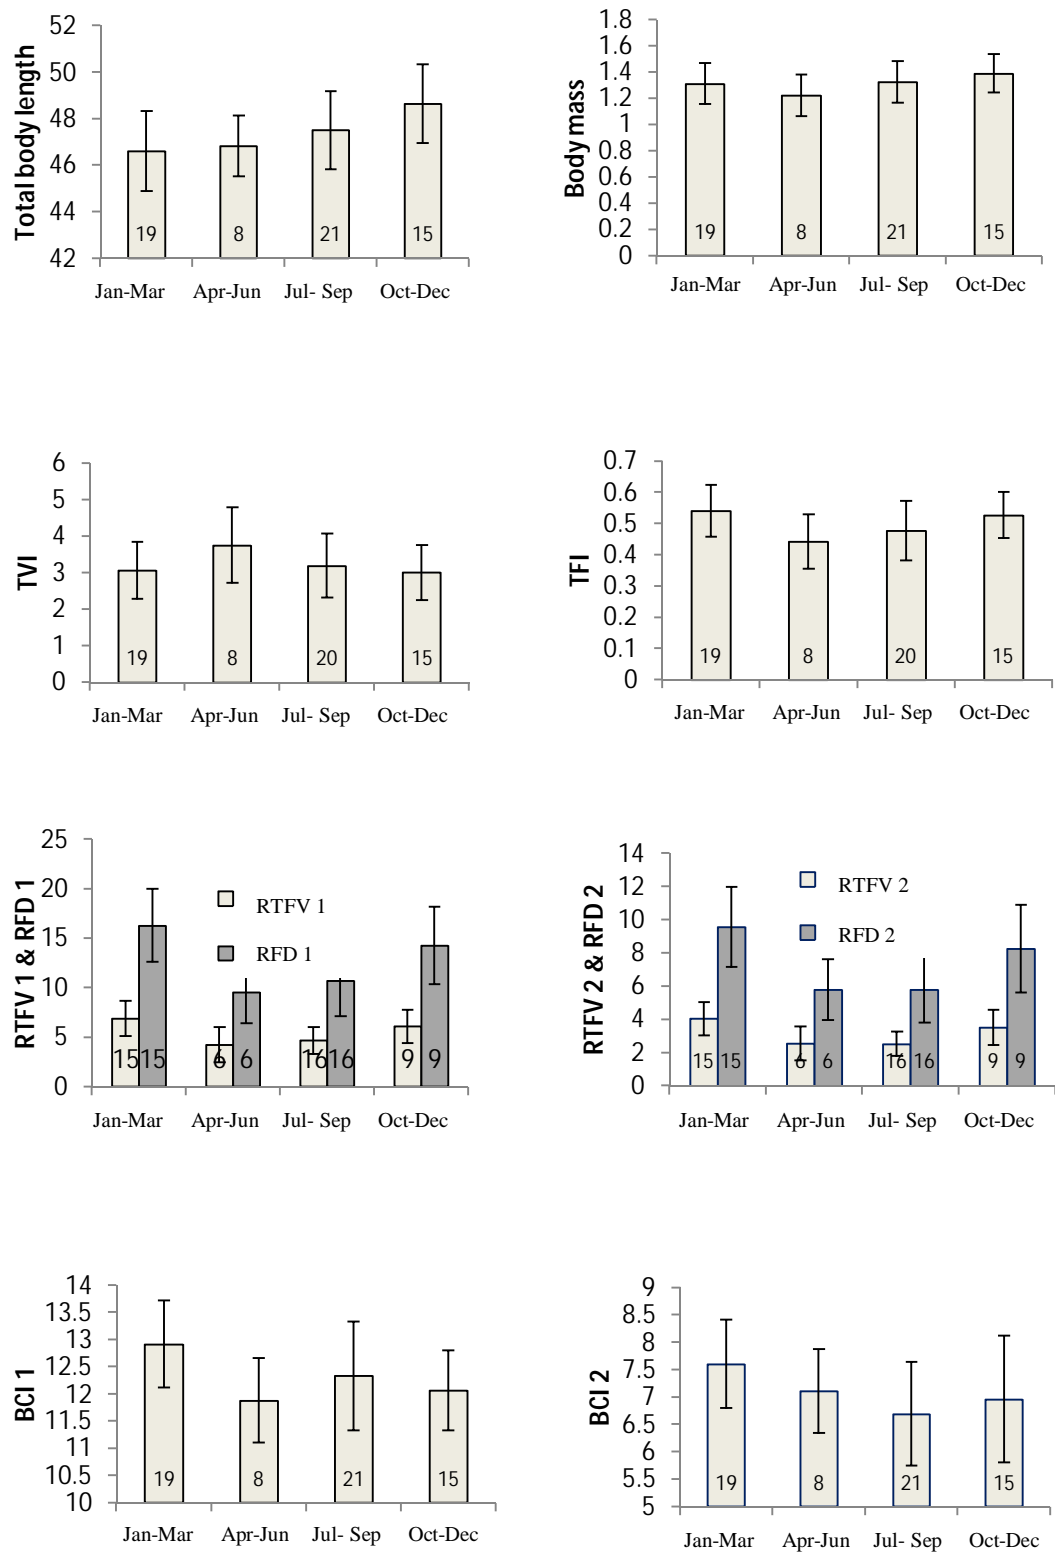 52
50
48
46
44
42
Total body length
19
8
21
15
Jan-Mar
Apr-Jun
Jul- Sep
Oct-Dec
1.8
1.6
1.4
1.2
1
0.8
0.6
0.4
0.2
0
Body mass
19
8
21
15
Jan-Mar
Apr-Jun
Jul- Sep
Oct-Dec
6
5
4
3
2
1
0
TVI
19
8
20
15
Jan-Mar
Apr-Jun
Jul- Sep
Oct-Dec
0.7
0.6
0.5
0.4
0.3
0.2
0.1
0
TFI
19
8
20
15
Jan-Mar
Apr-Jun
Jul- Sep
Oct-Dec
25
20
15
10
5
0
RTFV 1 & RFD 1
RTFV 1
RFD 1
15
15
6
6
16
16
9
9
Jan-Mar
Apr-Jun
Jul- Sep
Oct-Dec
14
12
10
8
6
4
2
0
RTFV 2 & RFD 2
RTFV 2
RFD 2
15
15
6
6
16
16
9
9
Jan-Mar
Apr-Jun
Jul- Sep
Oct-Dec
14
13.5
13
12.5
12
11.5
11
10.5
10
BCI 1
19
8
21
15
Jan-Mar
Apr-Jun
Jul- Sep
Oct-Dec
9
8.5
8
7.5
7
6.5
6
5.5
5
BCI 2
19
8
21
15
Jan-Mar
Apr-Jun
Jul- Sep
Oct-Dec